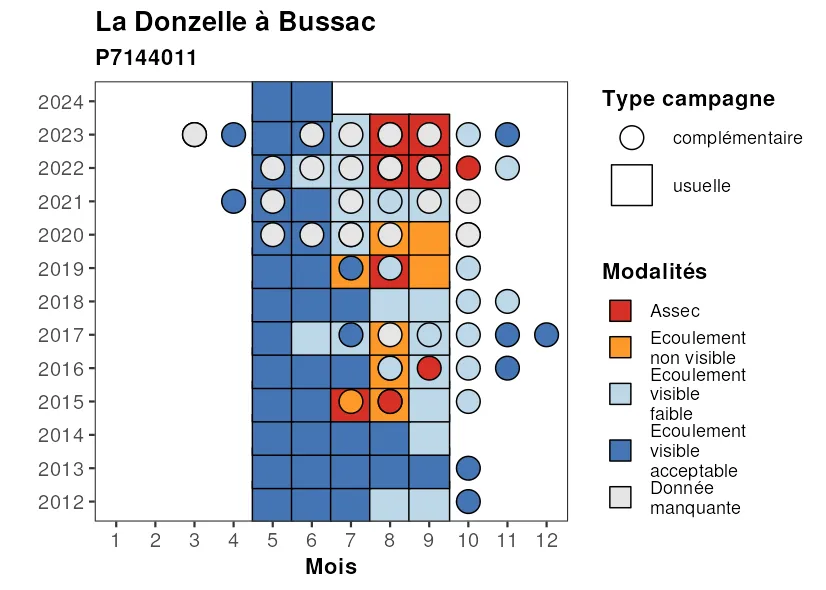 La Donzelle à Bussac
P7144011
2024
2023
2022
2021
2020
2019
2018
2017
2016
2015
2014
2013
2012
1 2 3 4 5 6 7 8 9 10 11 12
Mois
Type campagne
complémentaire
usuelle
Modalités
Assec
Ecoulement
non visible
Ecoulement
visible
faible
Ecoulement
visible
acceptable
Donnée
manquante